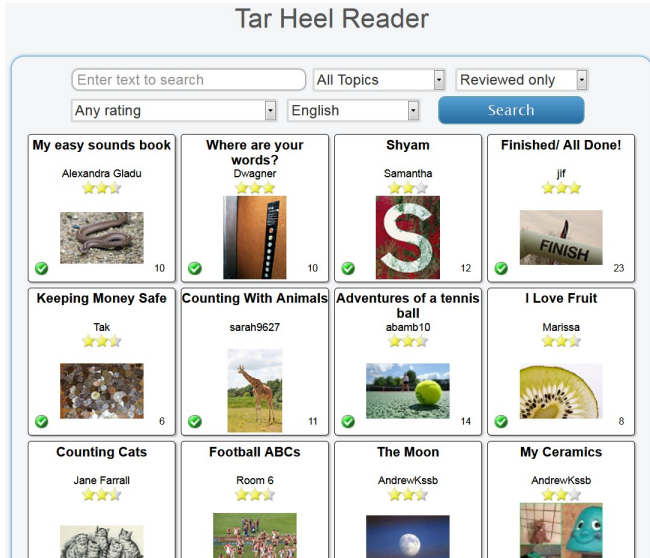 Tar Heel Reader
Enter text to search
All Topics
Reviewed only
Any rating
English
Search
My easy sounds book
Alexandra Gladu
10
Where are your
words?
Dwagner
10
Shyam
Samantha
S
12
Finished/ All Done!
jif
FINISH
23
Keeping Money Safe
Tak
6
Counting With Animals
sarah9627
11
Adventures of a tennis
ball
abamb10
14
I Love Fruit
Marissa
8
Counting Cats
Jane Farrall
Football ABCs
Room 6
The Moon
AndrewKssb
My Ceramics
AndrewKssb